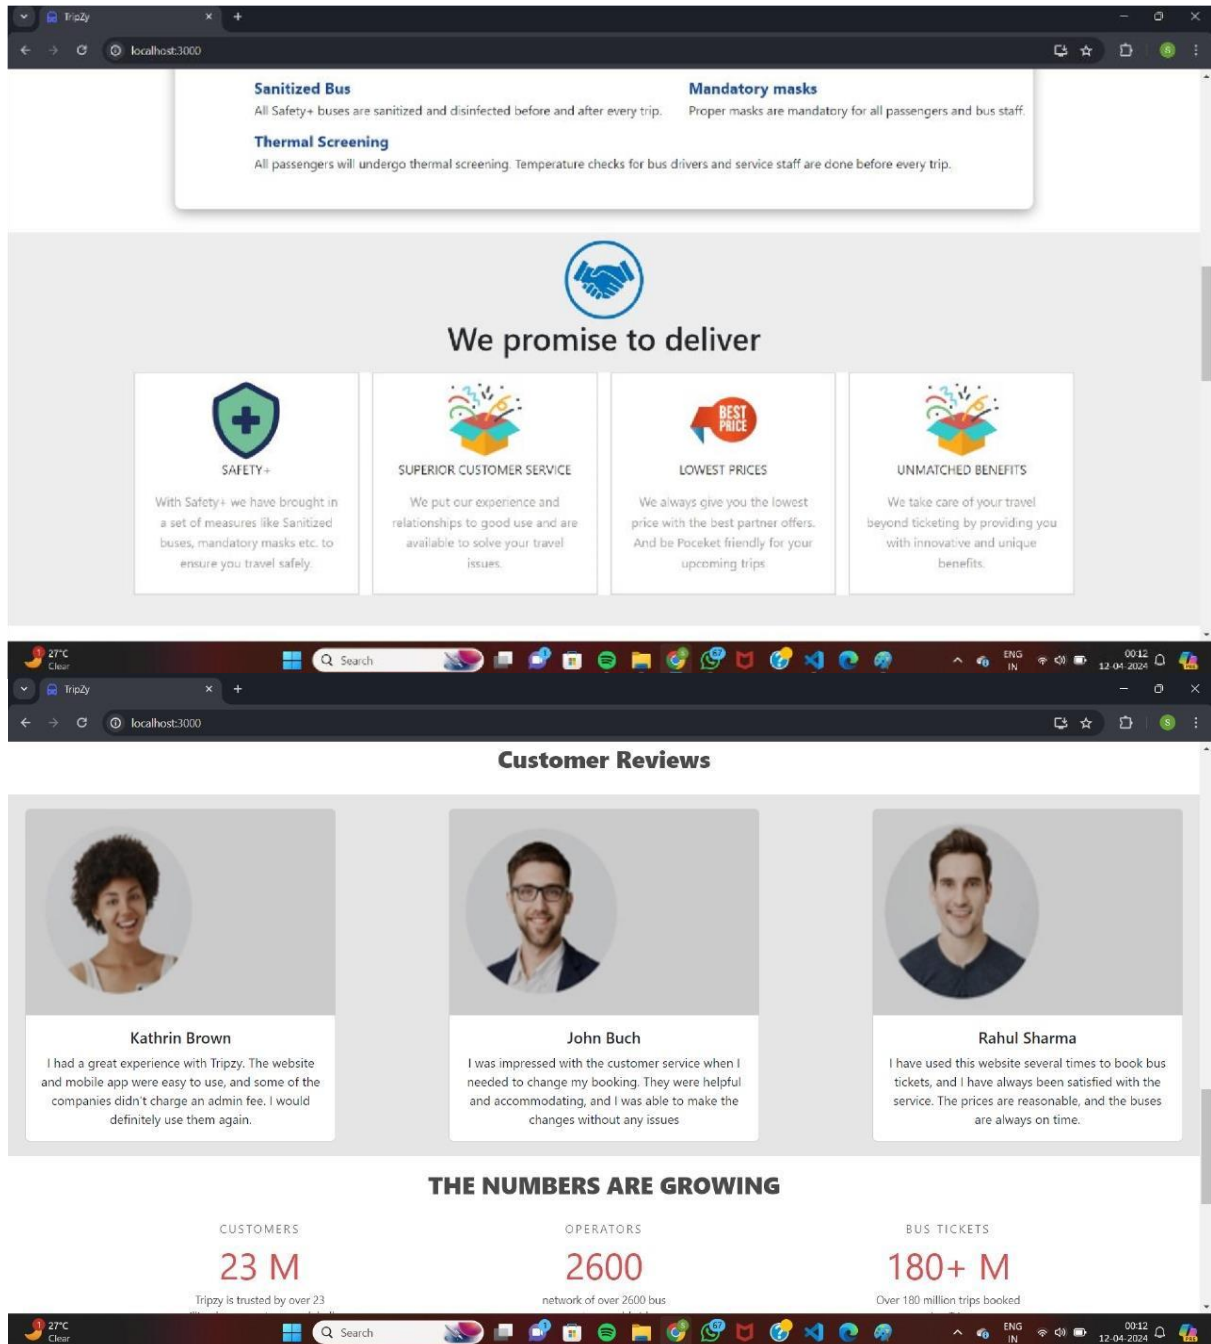 TripZy
localhost:3000
Sanitized Bus
All Safety+ buses are sanitized and disinfected before and after every trip.
Mandatory masks
Proper masks are mandatory for all passengers and bus staff.
Thermal Screening
All passengers will undergo thermal screening. Temperature checks for bus drivers and service staff are done before every trip.
We promise to deliver
SAFETY+
With Safety+ we have brought in
a set of measures like Sanitized
buses, mandatory masks etc. to
ensure you travel safely.
SUPERIOR CUSTOMER SERVICE
We put our experience and
relationships to good use and are
available to solve your travel
issues.
BEST
PRICE
LOWEST PRICES
We always give you the lowest
price with the best partner offers.
And be Poceket friendly for your
upcoming trips
UNMATCHED BENEFITS
We take care of your travel
beyond ticketing by providing you
with innovative and unique
benefits.
1
27°C
Clear
Search
67
ENG
IN
00:12
12-04-2024
TripZy
localhost:3000
S
Customer Reviews
Kathrin Brown
I had a great experience with Tripzy. The website
and mobile app were easy to use, and some of the
companies didn't charge an admin fee. I would
definitely use them again.
John Buch
I was impressed with the customer service when I
needed to change my booking. They were helpful
and accommodating, and I was able to make the
changes without any issues
Rahul Sharma
I have used this website several times to book bus
tickets, and I have always been satisfied with the
service. The prices are reasonable, and the buses
are always on time.
THE NUMBERS ARE GROWING
CUSTOMERS
23 M
Tripzy is trusted by over 23
OPERATORS
2600
network of over 2600 bus
BUS TICKETS
180+ M
Over 180 million trips booked
1
27°C
Clear
Search
67
ENG
IN
00:12
12-04-2024